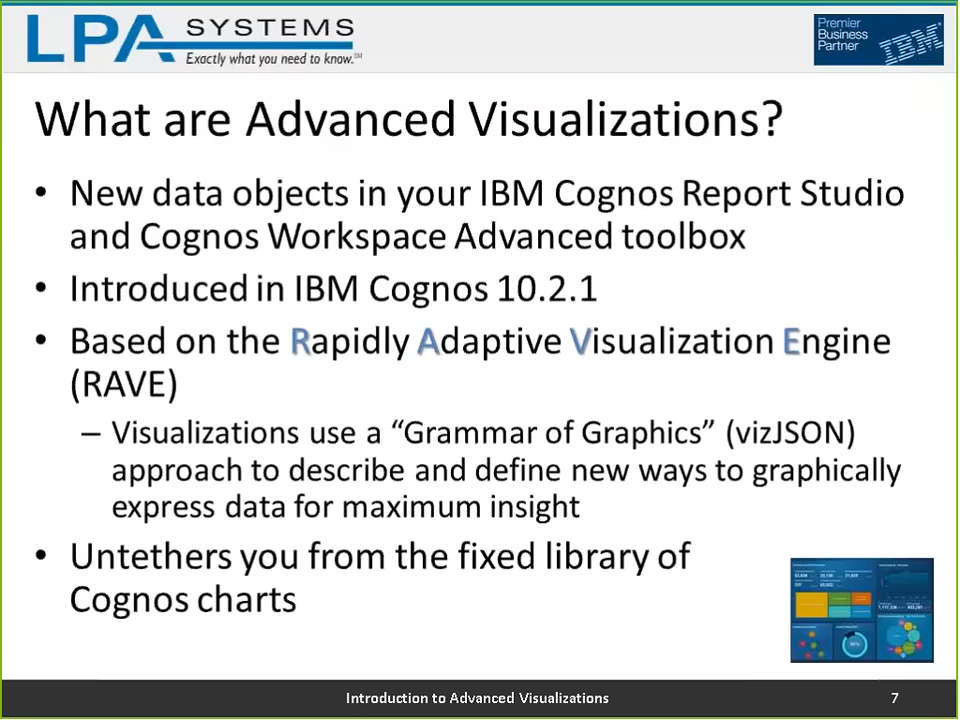 LPA SYSTEMS
Exactly what you need to know.℠
Premier
Business
Partner
IBM
What are Advanced Visualizations?
• New data objects in your IBM Cognos Report Studio
and Cognos Workspace Advanced toolbox
• Introduced in IBM Cognos 10.2.1
• Based on the Rapidly Adaptive Visualization Engine
(RAVE)
– Visualizations use a “Grammar of Graphics” (vizJSON)
approach to describe and define new ways to graphically
express data for maximum insight
• Untethers you from the fixed library of
Cognos charts
Introduction to Advanced Visualizations
7